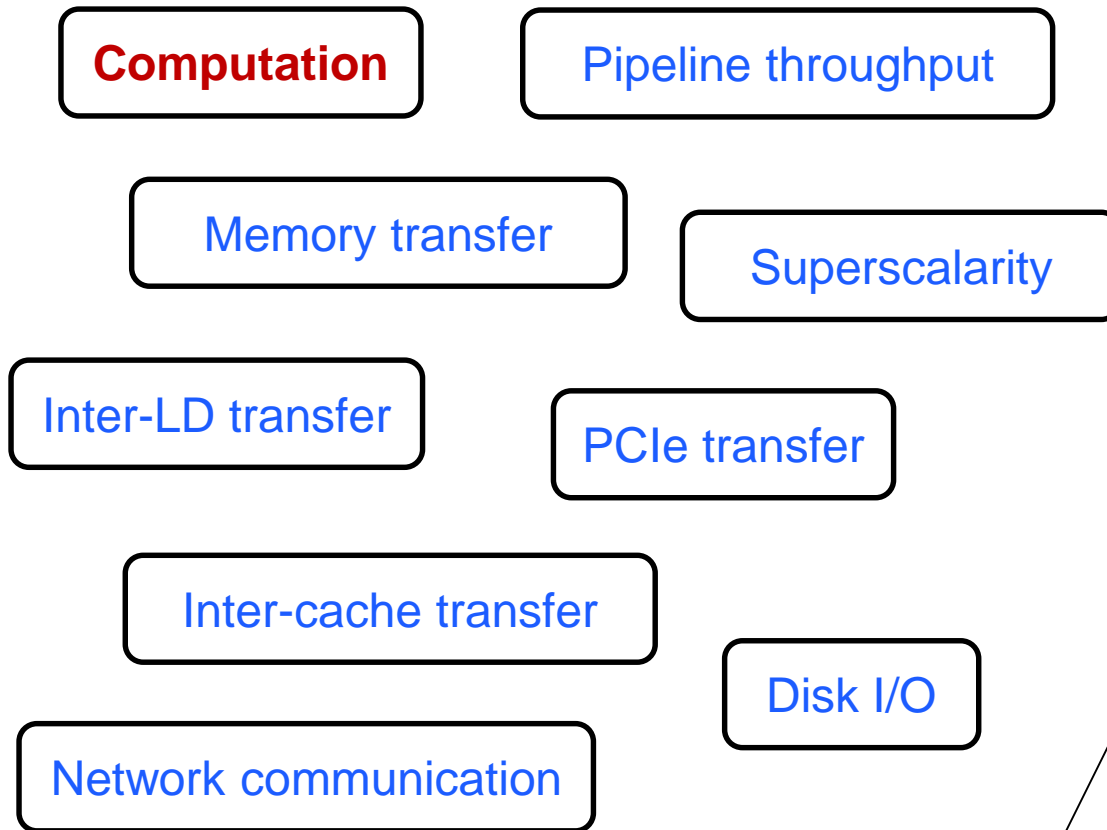 Computation
Pipeline throughput
Memory transfer
Superscalarity
Inter-LD transfer
PCIe transfer
Inter-cache transfer
Disk I/O
Network communication